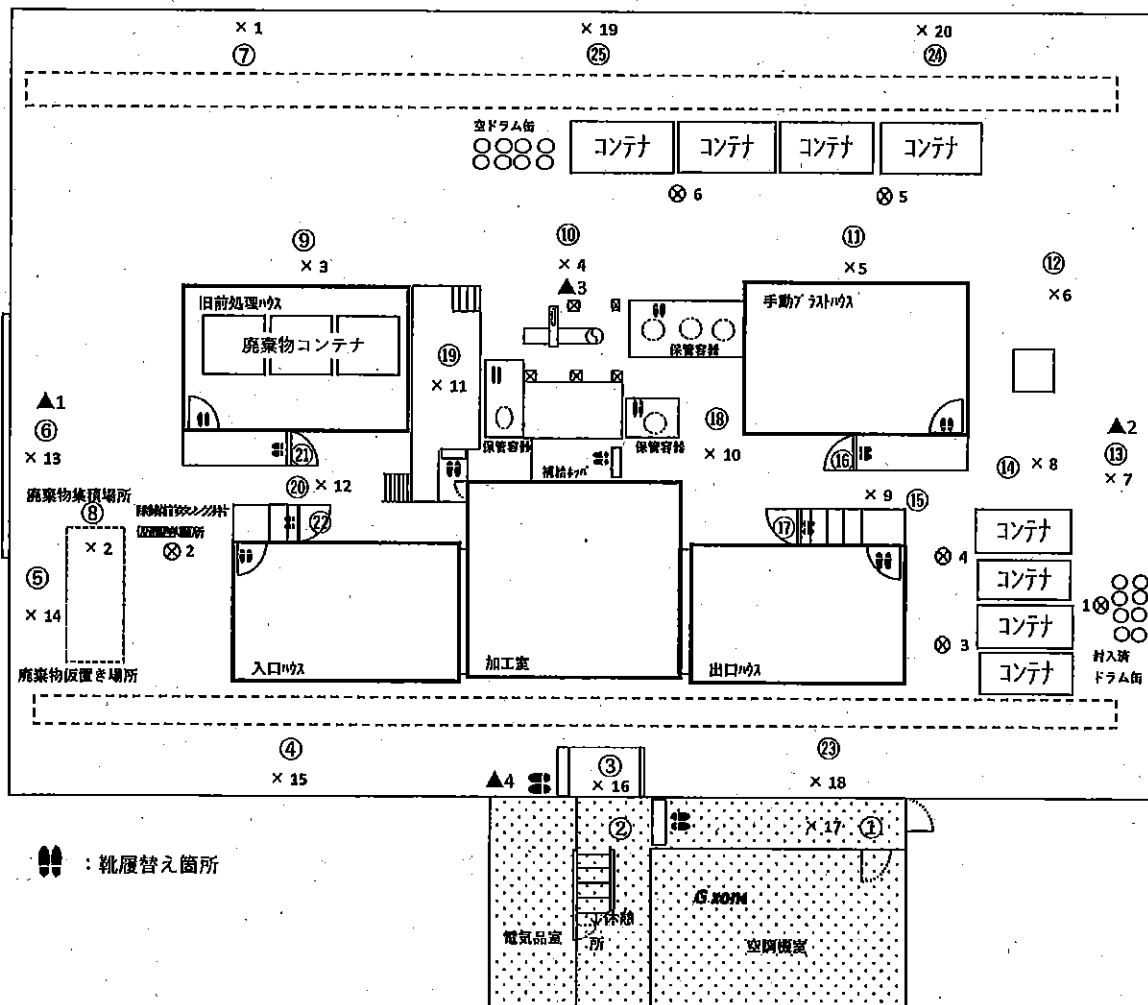 × 1
× 19
× 20
⑦
㉕
㉔
空ドラム缶
コンテナ
コンテナ
コンテナ
コンテナ
⊗ 6
⊗ 5
⑨
⑩
⑪
⑫
× 3
× 4
× 5
× 6
▲3
旧前処理ハウス
手動ブラストハウス
廃棄物コンテナ
保管容器
⑲
× 11
▲1
⑥
× 13
⑱
× 10
▲2
⑬
× 7
保管容器
保管容器
補給ホッパ
㉑
⑯
⑭
× 8
⑳
× 12
× 9
⑮
廃棄物集積場所
⑧
× 2
⊗ 2
㉒
⑰
コンテナ
⊗ 4
コンテナ
⑤
× 14
1⊗
コンテナ
⊗ 3
コンテナ
封入済
ドラム缶
廃棄物仮置き場所
入口ハウス
加工室
出口ハウス
④
× 15
▲4
③
× 16
㉓
× 18
②
× 17
①
：靴履替え箇所
G zone
休憩
所
電気品室
空調機室